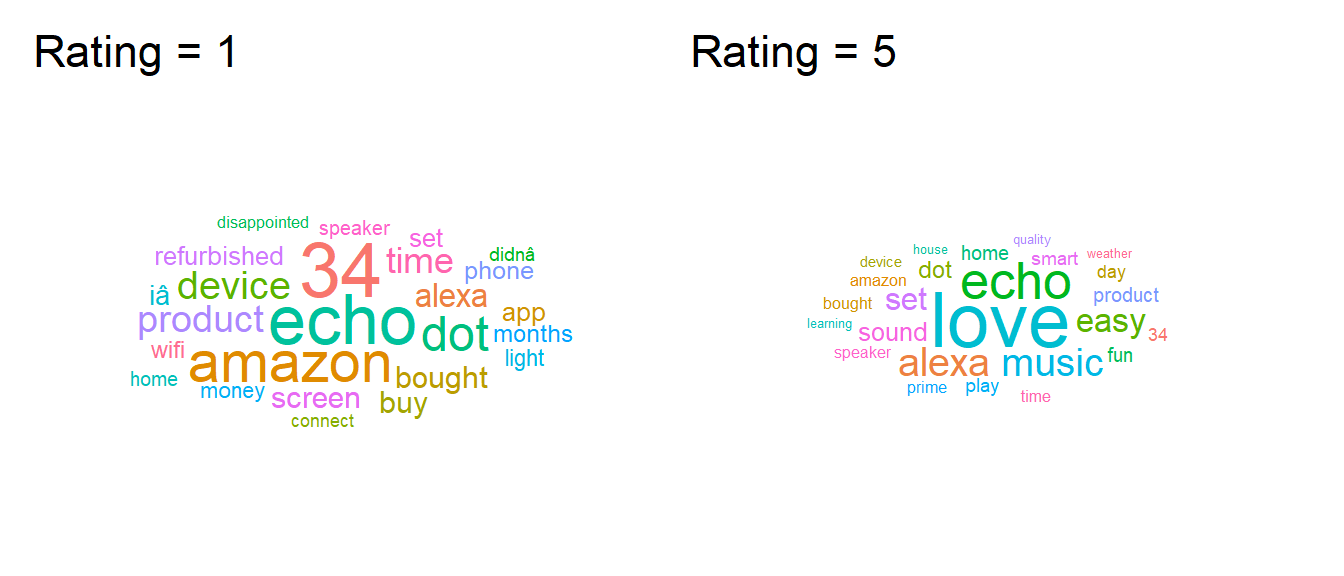 Rating = 1
Rating = 5
disappointed
speaker
set
refurbished
34
time
didnâ
phone
device
iâ
alexa
product
echo
dot
app
months
wifi
amazon
light
home
money
screen
bought
buy
connect
quality
house
home
smart
weather
device
dot
echo
day
amazon
bought
set
love
product
learning
sound
easy
34
speaker
alexa
music
fun
prime
play
time